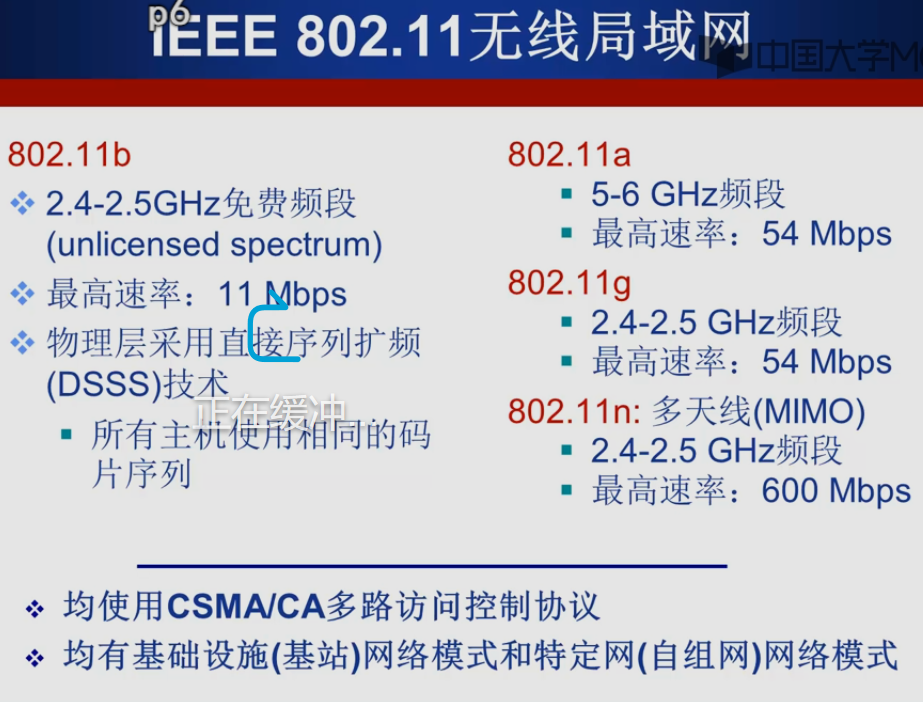 p6
IEEE 802.11无线局域网
中国大学M
802.11b
2.4-2.5GHz免费频段
(unlicensed spectrum)
最高速率：11 Mbps
物理层采用直接序列扩频
(DSSS)技术
正在缓冲
所有主机使用相同的码
片序列
802.11a
5-6 GHz频段
最高速率：54 Mbps
802.11g
2.4-2.5 GHz频段
最高速率：54 Mbps
802.11n: 多天线(MIMO)
2.4-2.5 GHz频段
最高速率：600 Mbps
均使用CSMA/CA多路访问控制协议
均有基础设施(基站)网络模式和特定网(自组网)网络模式